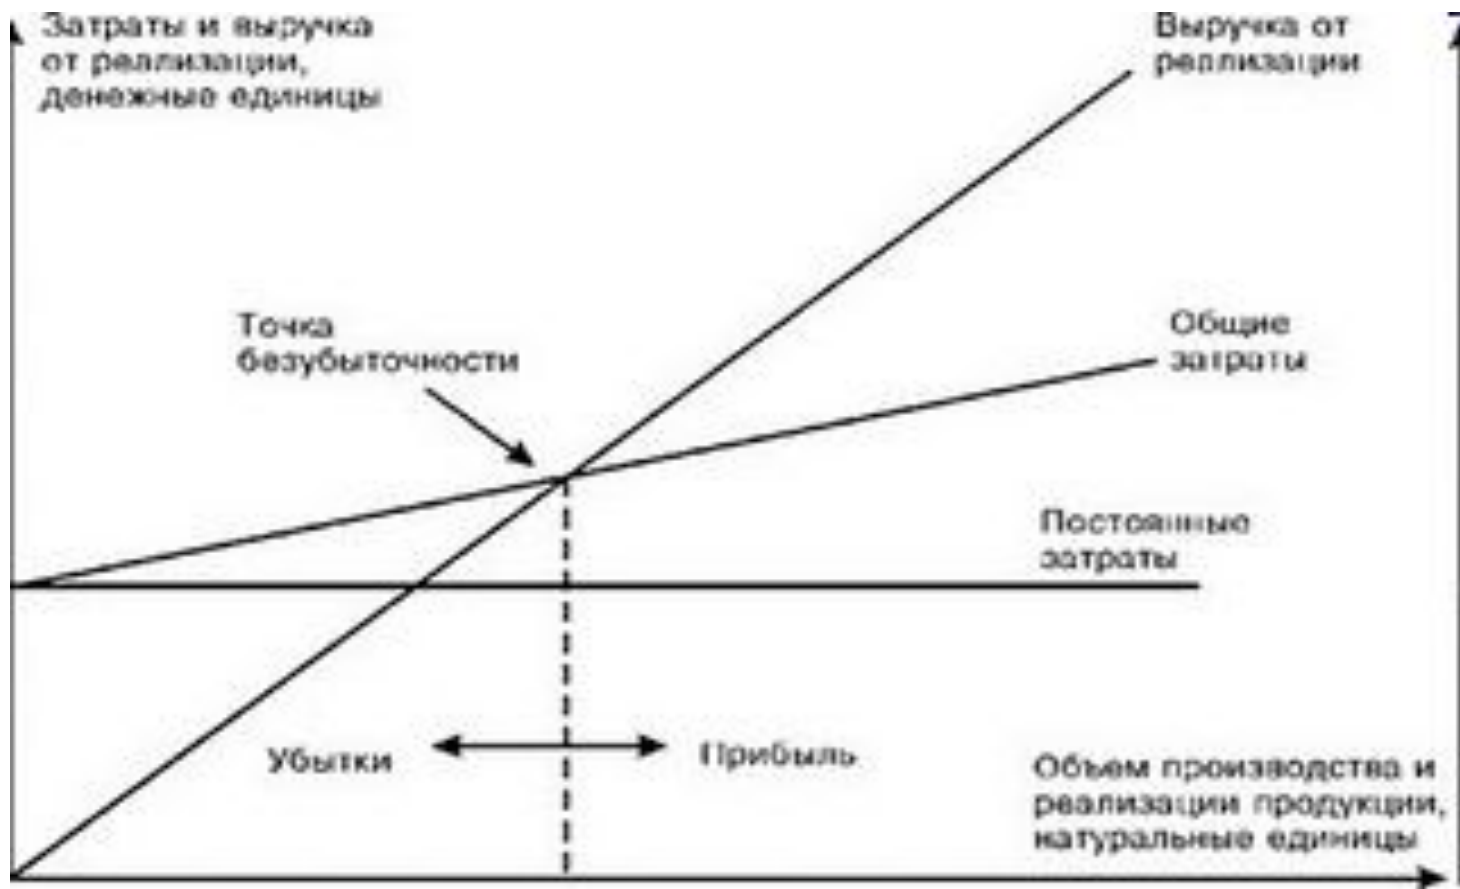 Затраты и выручка
от реализации,
денежные единицы
Выручка от
реализации
Точка
безубыточности
Общие
затраты
Постоянные
затраты
Убытки
Прибыль
Объем производства и
реализации продукции,
натуральные единицы